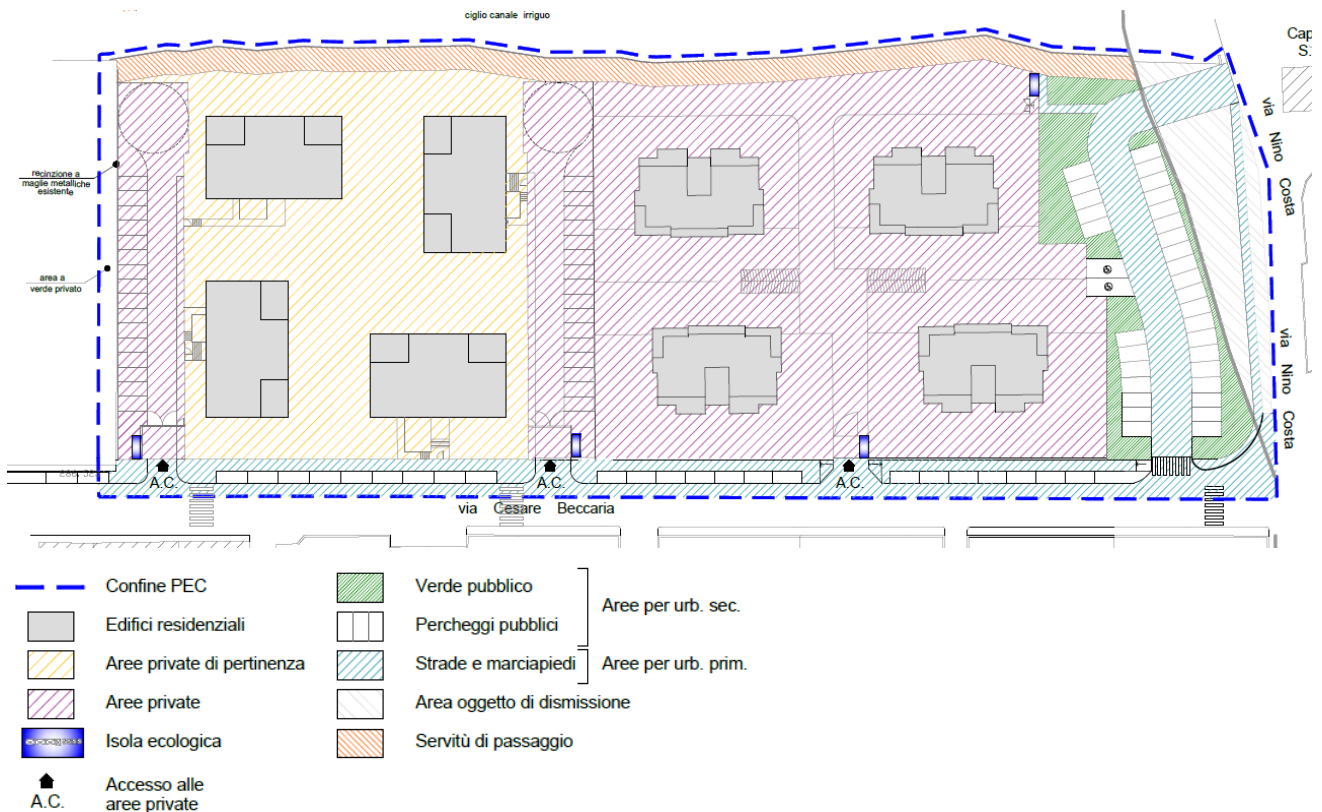 ciglio canale irriguo
Cap
S.
via
Nino
Costa
recinzione a
maglie metalliche
esistente
area a
verde privato
via
Nino
Costa
A.C.
A.C.
A.C.
via Cesare Beccaria
Confine PEC
Edifici residenziali
Aree private di pertinenza
Aree private
Isola ecologica
A.C.
Accesso alle
aree private
Verde pubblico
Percheggi pubblici
Aree per urb. sec.
Strade e marciapiedi
Aree per urb. prim.
Area oggetto di dismissione
Servitù di passaggio